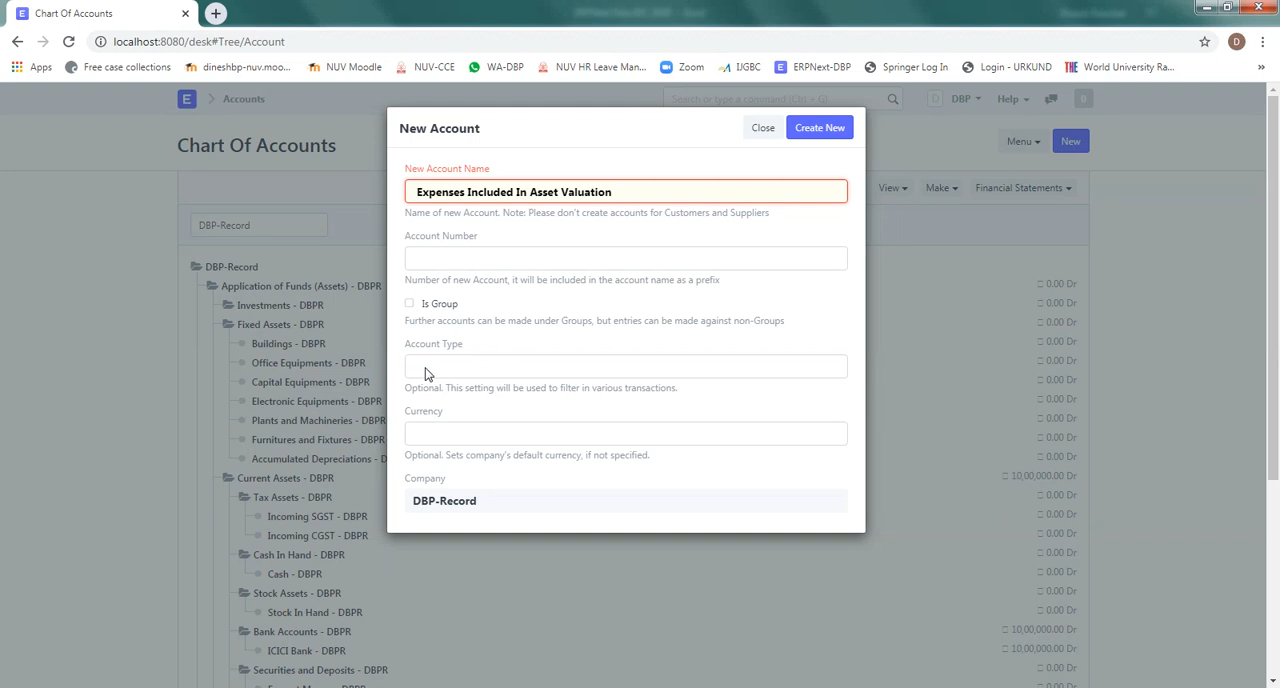 E Chart Of Accounts
localhost:8080/desk#Tree/Account
D
Apps Free case collections dineshbp-nuv.moo... NUV Moodle NUV-CCE WA-DBP NUV HR Leave Man... Zoom IJGBC E ERPNext-DBP Springer Log In Login - URKUND THE World University Ra... »
E Accounts Search or type a command (Ctrl + G) D DBP Help 0
Chart Of Accounts Menu New
View Make Financial Statements
DBP-Record
DBP-Record
Application of Funds (Assets) - DBPR 0.00 Dr
Investments - DBPR 0.00 Dr
Fixed Assets - DBPR 0.00 Dr
Buildings - DBPR 0.00 Dr
Office Equipments - DBPR 0.00 Dr
Capital Equipments - DBPR 0.00 Dr
Electronic Equipments - DBPR 0.00 Dr
Plants and Machineries - DBPR 0.00 Dr
Furnitures and Fixtures - DBPR 0.00 Dr
Accumulated Depreciations - D 0.00 Dr
Current Assets - DBPR 10,00,000.00 Dr
Tax Assets - DBPR 0.00 Dr
Incoming SGST - DBPR 0.00 Dr
Incoming CGST - DBPR 0.00 Dr
Cash In Hand - DBPR 0.00 Dr
Cash - DBPR 0.00 Dr
Stock Assets - DBPR 0.00 Dr
Stock In Hand - DBPR 0.00 Dr
Bank Accounts - DBPR 10,00,000.00 Dr
ICICI Bank - DBPR 10,00,000.00 Dr
Securities and Deposits - DBPR 0.00 Dr
New Account Close Create New
New Account Name
Expenses Included In Asset Valuation
Name of new Account. Note: Please don't create accounts for Customers and Suppliers
Account Number
Number of new Account, it will be included in the account name as a prefix
Is Group
Further accounts can be made under Groups, but entries can be made against non-Groups
Account Type
Optional. This setting will be used to filter in various transactions.
Currency
Optional. Sets company's default currency, if not specified.
Company
DBP-Record